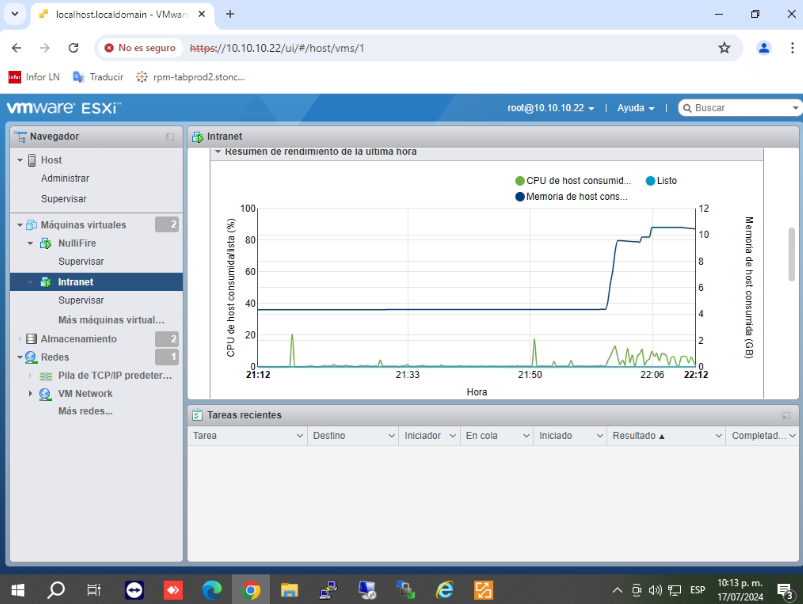 localhost.localdomain - VMwar
No es seguro https://10.10.10.22/ui/#/host/vms/1
Infor LN Traducir rpm-tabprod2.stonc...
vmware ESXi™ root@10.10.10.22 Ayuda Buscar
Navegador
Host
Administrar
Supervisar
Máquinas virtuales 2
NulliFire
Supervisar
Intranet
Supervisar
Más máquinas virtual...
Almacenamiento 2
Redes 1
Pila de TCP/IP predeter...
VM Network
Más redes...
Intranet
Resumen de rendimiento de la última hora
CPU de host consumid... Listo
Memoria de host cons...
CPU de host consumida/lista (%)
100
80
60
40
20
0
12
10
8
6
4
2
0
Memoria de host consumida (GB)
21:12 21:33 21:50 22:06 22:12
Hora
Tareas recientes
Tarea Destino Iniciador En cola Iniciado Resultado ▲ Completad...
ESP
10:13 p. m.
17/07/2024
3